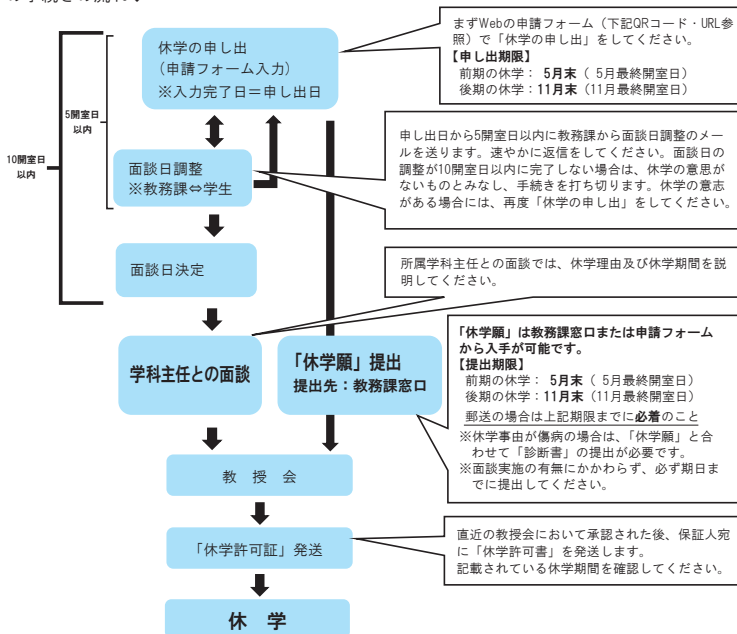 まずWebの申請フォーム（下記QRコード・URL参
照）で「休学の申し出」をしてください。
【申し出期限】
前期の休学： 5月末（ 5月最終開室日）
後期の休学：11月末（11月最終開室日）
休学の申し出
（申請フォーム入力）
※入力完了日＝申し出日
5開室日
以内
10開室日
以内
申し出日から5開室日以内に教務課から面談日調整のメー
ルを送ります。速やかに返信をしてください。面談日の
調整が10開室日以内に完了しない場合は、休学の意思が
ないものとみなし、手続きを打ち切ります。休学の意志
がある場合には、再度「休学の申し出」をしてください。
面談日調整
※教務課⇔学生
面談日決定
所属学科主任との面談では、休学理由及び休学期間を説
明してください。
学科主任との面談
「休学願」提出
提出先：教務課窓口
「休学願」は教務課窓口または申請フォーム
から入手が可能です。
【提出期限】
前期の休学： 5月末（ 5月最終開室日）
後期の休学：11月末（11月最終開室日）
郵送の場合は上記期限までに必着のこと
※休学事由が傷病の場合は、「休学願」と合
わせて「診断書」の提出が必要です。
※面談実施の有無にかかわらず、必ず期日ま
でに提出してください。
教 授 会
「休学許可証」発送
直近の教授会において承認された後、保証人宛
に「休学許可書」を発送します。
記載されている休学期間を確認してください。
休 学